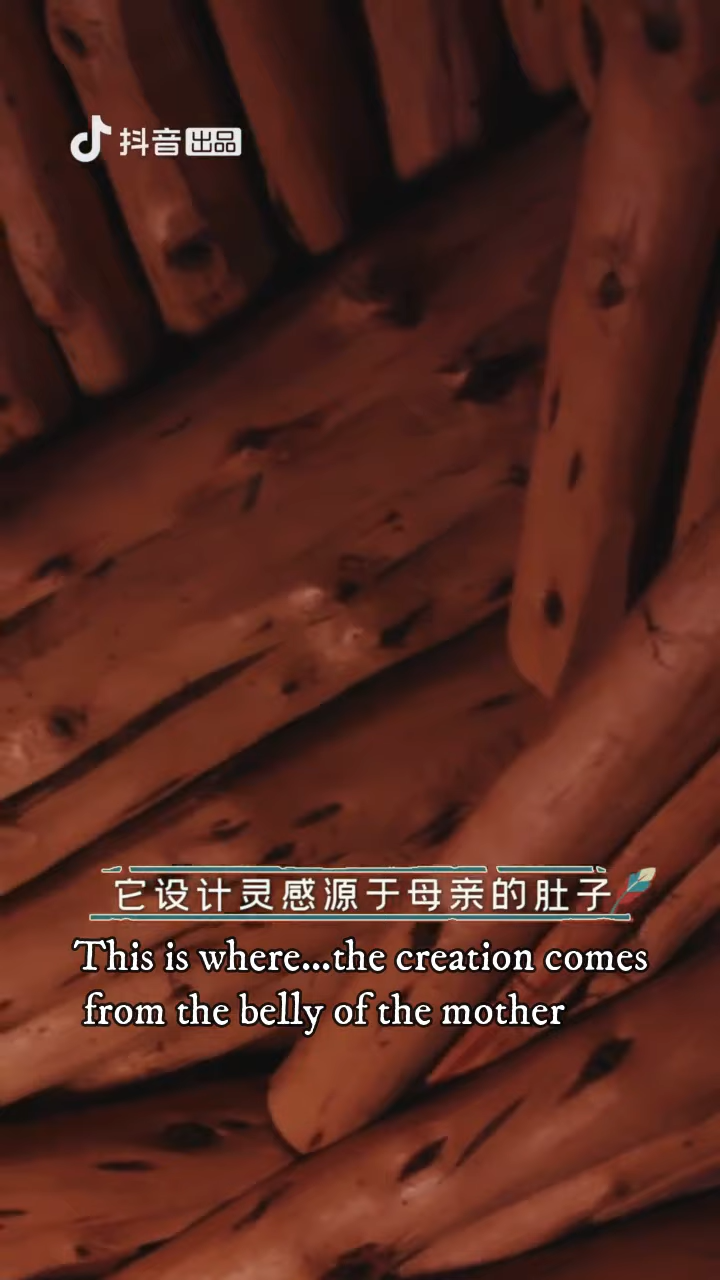 抖音出品
它设计灵感源于母亲的肚子
This is where...the creation comes
from the belly of the mother